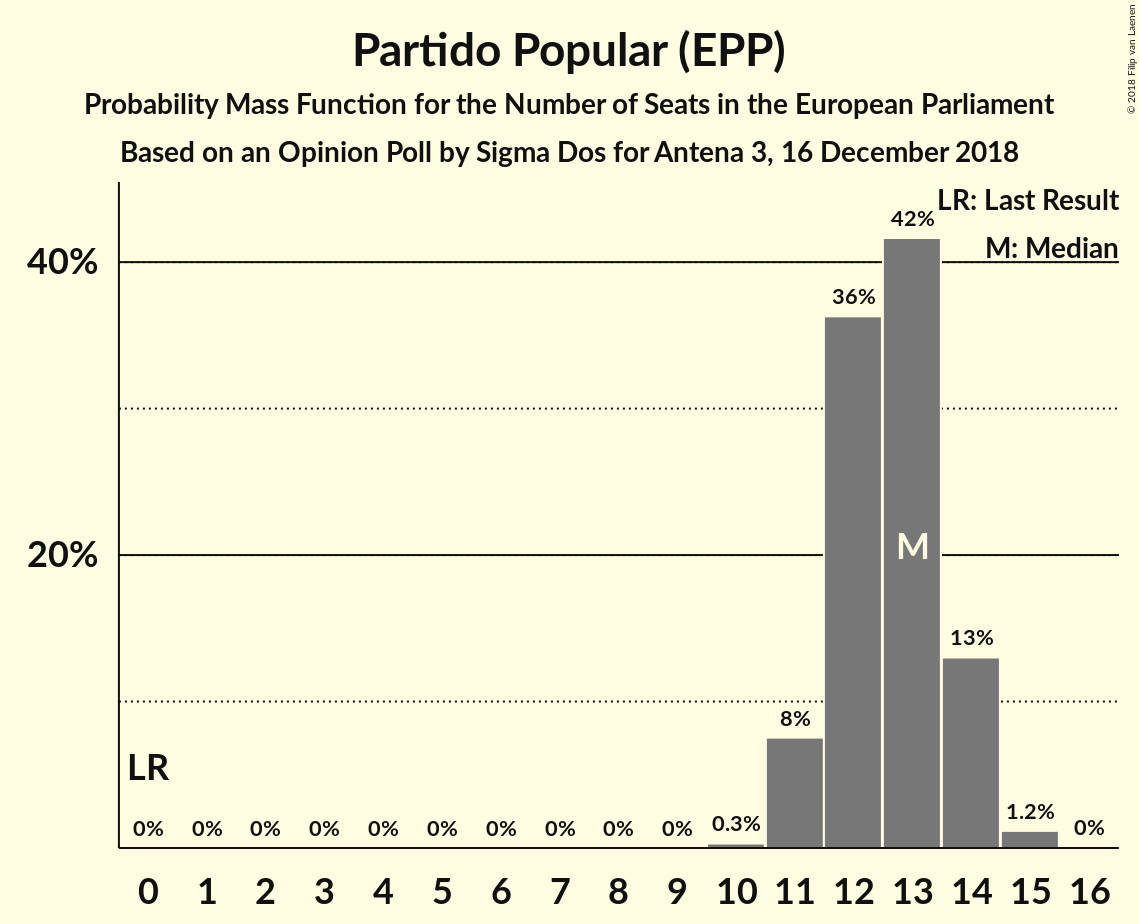 Partido Popular (EPP)
Probability Mass Function for the Number of Seats in the European Parliament
Based on an Opinion Poll by Sigma Dos for Antena 3, 16 December 2018
© 2018 Filip van Laenen
LR: Last Result
M: Median
40%
20%
42%
36%
M
13%
8%
LR
0% 0% 0% 0% 0% 0% 0% 0% 0% 0% 0.3% 1.2% 0%
0 1 2 3 4 5 6 7 8 9 10 11 12 13 14 15 16